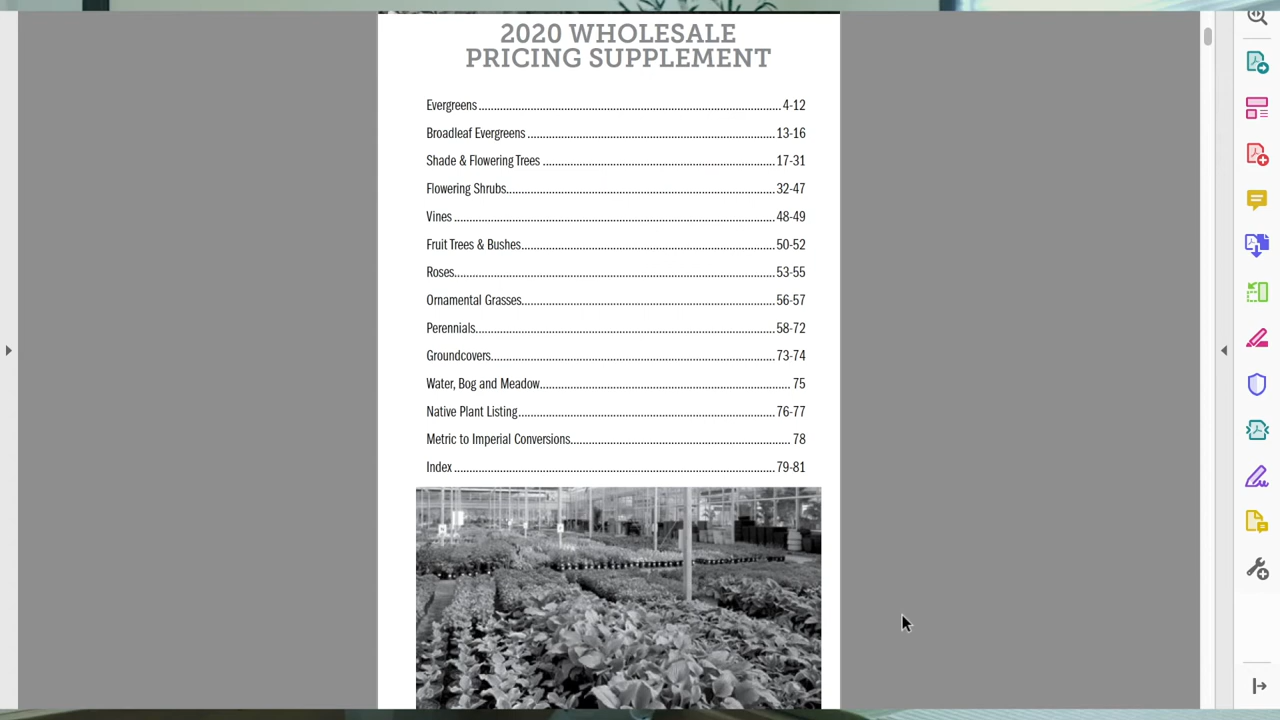 2020 WHOLESALE
PRICING SUPPLEMENT
Evergreens 4-12
Broadleaf Evergreens 13-16
Shade & Flowering Trees 17-31
Flowering Shrubs 32-47
Vines 48-49
Fruit Trees & Bushes 50-52
Roses 53-55
Ornamental Grasses 56-57
Perennials 58-72
Groundcovers 73-74
Water, Bog and Meadow 75
Native Plant Listing 76-77
Metric to Imperial Conversions 78
Index 79-81